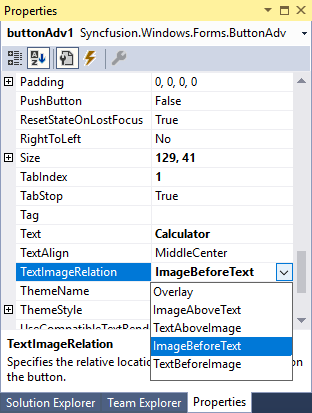 Properties
buttonAdv1 Syncfusion.Windows.Forms.ButtonAdv
Padding 0, 0, 0, 0
PushButton False
ResetStateOnLostFocus True
RightToLeft No
Size 129, 41
TabIndex 1
TabStop True
Tag
Text Calculator
TextAlign MiddleCenter
TextImageRelation ImageBeforeText
ThemeName Overlay
ThemeStyle ImageAboveText
TextAboveImage
ImageBeforeText
TextBeforeImage
TextImageRelation
Specifies the relative locatio on
the button.
Solution Explorer Team Explorer Properties